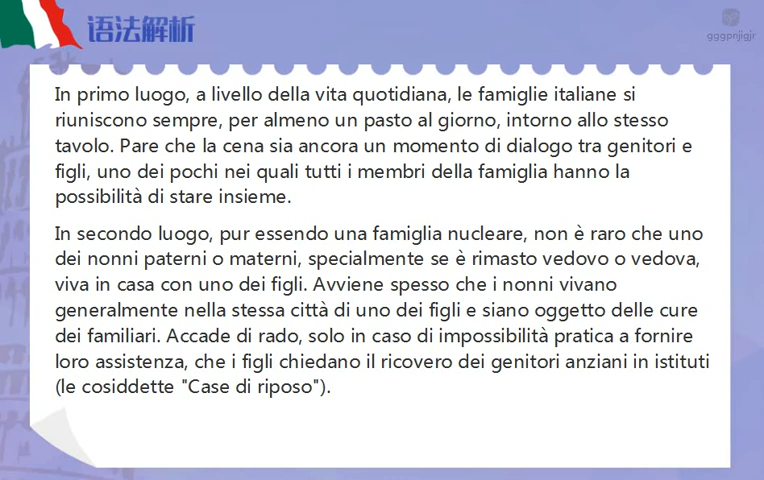 语法解析
gggpnjigjr
In primo luogo, a livello della vita quotidiana, le famiglie italiane si
riuniscono sempre, per almeno un pasto al giorno, intorno allo stesso
tavolo. Pare che la cena sia ancora un momento di dialogo tra genitori e
figli, uno dei pochi nei quali tutti i membri della famiglia hanno la
possibilità di stare insieme.
In secondo luogo, pur essendo una famiglia nucleare, non è raro che uno
dei nonni paterni o materni, specialmente se è rimasto vedovo o vedova,
viva in casa con uno dei figli. Avviene spesso che i nonni vivano
generalmente nella stessa città di uno dei figli e siano oggetto delle cure
dei familiari. Accade di rado, solo in caso di impossibilità pratica a fornire
loro assistenza, che i figli chiedano il ricovero dei genitori anziani in istituti
(le cosiddette "Case di riposo").